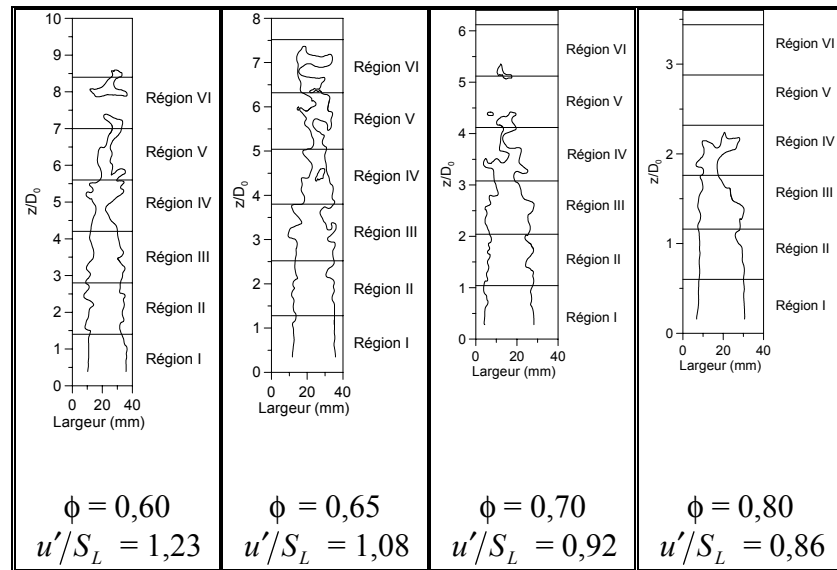 10
9
8
7
6
5
4
3
2
1
0
z/D0
Région VI
Région V
Région IV
Région III
Région II
Région I
0 20 40
Largeur (mm)
ϕ = 0,60
u′/SL = 1,23
8
7
6
5
4
3
2
1
0
z/D0
Région VI
Région V
Région IV
Région III
Région II
Région I
0 20 40
Largeur (mm)
ϕ = 0,65
u′/SL = 1,08
6
5
4
3
2
1
0
z/D0
Région VI
Région V
Région IV
Région III
Région II
Région I
0 20 40
Largeur (mm)
ϕ = 0,70
u′/SL = 0,92
3
2
1
0
z/D0
Région VI
Région V
Région IV
Région III
Région II
Région I
0 20 40
Largeur (mm)
ϕ = 0,80
u′/SL = 0,86